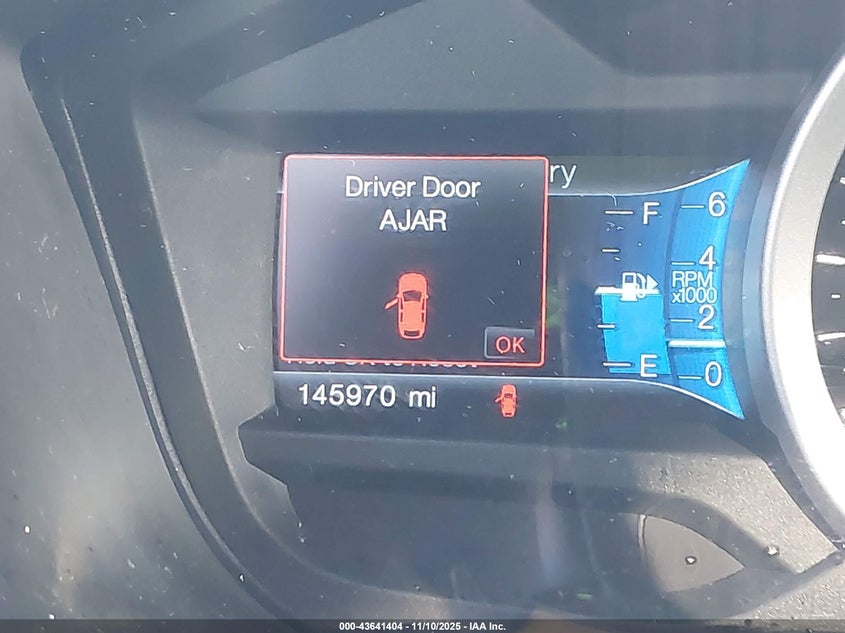 ry
Driver Door
AJAR
OK
145970 mi
F
E
6
4
RPM
x1000
2
0
000-43641404 - 11/10/2025 - IAA Inc.